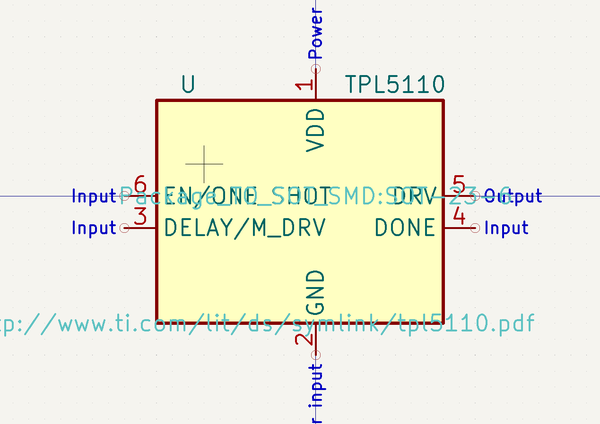 Power
1
U TPL5110
VDD
6 5
Input EN/ONE_SHOT DRV Output
Package_TO_SOT_SMD:SOT-23-6
3 4
Input DELAY/M_DRV DONE Input
GND
tp://www.ti.com/lit/ds/symlink/tpl5110.pdf
2
r input